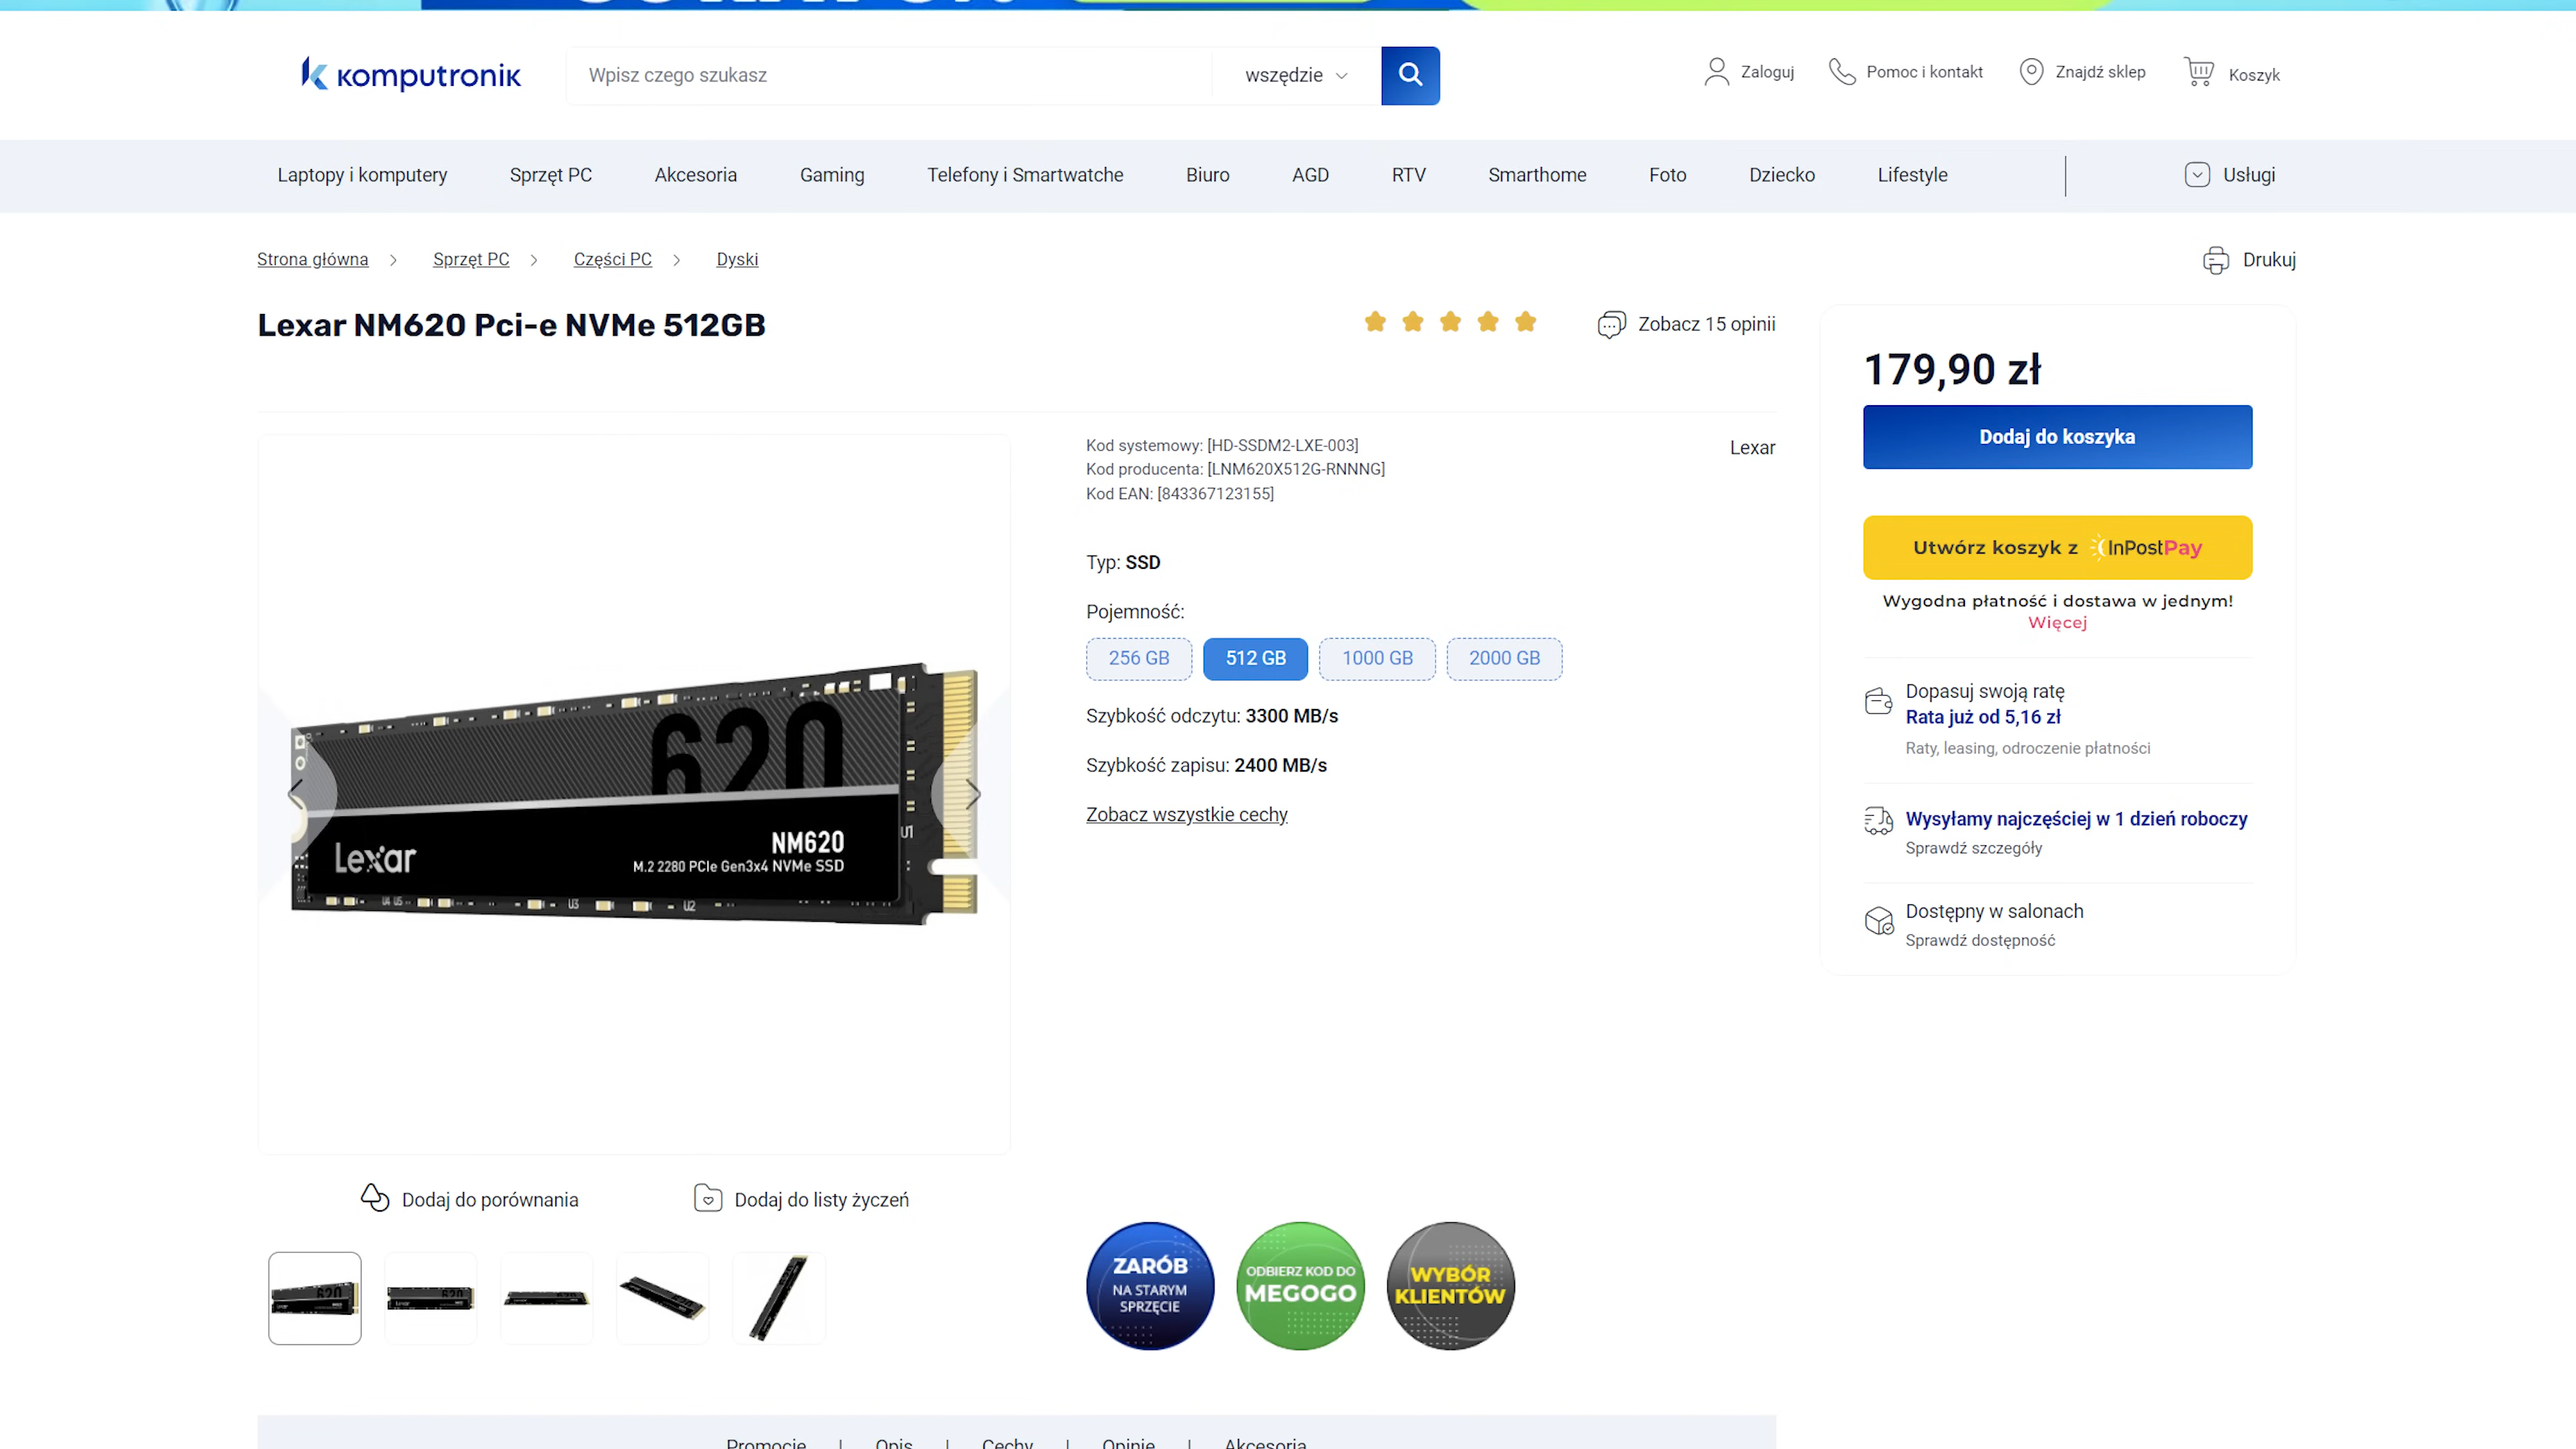 komputronik
Wpisz czego szukasz
wszędzie
Zaloguj
Pomoc i kontakt
Znajdź sklep
Koszyk
Laptopy i komputery
Sprzęt PC
Akcesoria
Gaming
Telefony i Smartwatche
Biuro
AGD
RTV
Smarthome
Foto
Dziecko
Lifestyle
Usługi
Strona główna
Sprzęt PC
Części PC
Dyski
Drukuj
Lexar NM620 Pci-e NVMe 512GB
Zobacz 15 opinii
620
Lexar
NM620
M.2 2280 PCIe Gen3x4 NVMe SSD
U1
U4 U5
U3
U2
Dodaj do porównania
Dodaj do listy życzeń
Kod systemowy: [HD-SSDM2-LXE-003]
Lexar
Kod producenta: [LNM620X512G-RNNNG]
Kod EAN: [843367123155]
Typ: SSD
Pojemność:
256 GB
512 GB
1000 GB
2000 GB
Szybkość odczytu: 3300 MB/s
Szybkość zapisu: 2400 MB/s
Zobacz wszystkie cechy
ZARÓB
NA STARYM
SPRZĘCIE
ODBIERZ KOD DO
MEGOGO
WYBÓR
KLIENTÓW
179,90 zł
Dodaj do koszyka
Utwórz koszyk z InPostPay
Wygodna płatność i dostawa w jednym!
Więcej
Dopasuj swoją ratę
Rata już od 5,16 zł
Raty, leasing, odroczenie płatności
Wysyłamy najczęściej w 1 dzień roboczy
Sprawdź szczegóły
Dostępny w salonach
Sprawdź dostępność
Promocje | Opis | Cechy | Opinie | Akcesoria